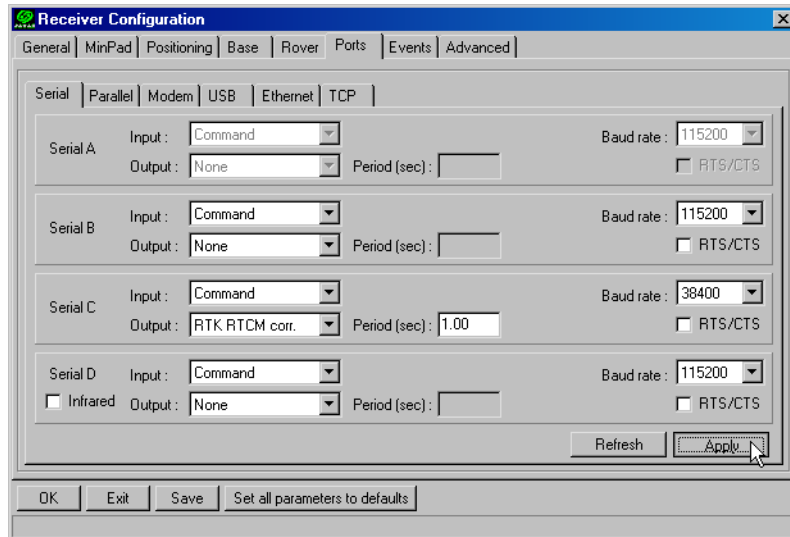 Receiver Configuration
General MinPad Positioning Base Rover Ports Events Advanced
Serial Parallel Modem USB Ethernet TCP
Serial A
Input : Command
Baud rate : 115200
Output : None
Period (sec) :
RTS/CTS
Serial B
Input : Command
Baud rate : 115200
Output : None
Period (sec) :
RTS/CTS
Serial C
Input : Command
Baud rate : 38400
Output : RTK RTCM corr.
Period (sec) : 1.00
RTS/CTS
Serial D
Input : Command
Baud rate : 115200
Infrared
Output : None
Period (sec) :
RTS/CTS
Refresh Apply
OK Exit Save Set all parameters to defaults